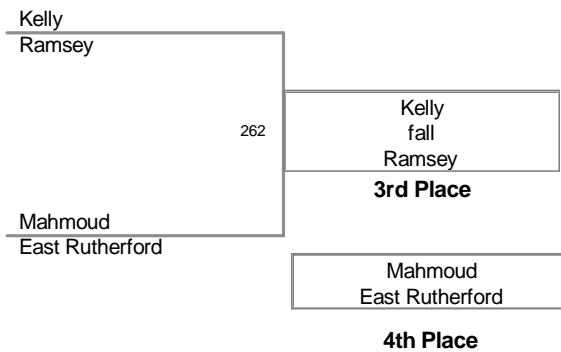 Kelly
Ramsey
262
Kelly
fall
Ramsey
3rd Place
Mahmoud
East Rutherford
Mahmoud
East Rutherford
4th Place